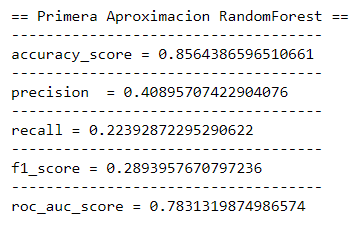 == Primera Aproximacion RandomForest ==
-----------------------------------
accuracy_score = 0.8564386596510661
-----------------------------------
precision  = 0.40895707422904076
-----------------------------------
recall = 0.22392872295290622
-----------------------------------
f1_score = 0.2893957670797236
-----------------------------------
roc_auc_score = 0.7831319874986574